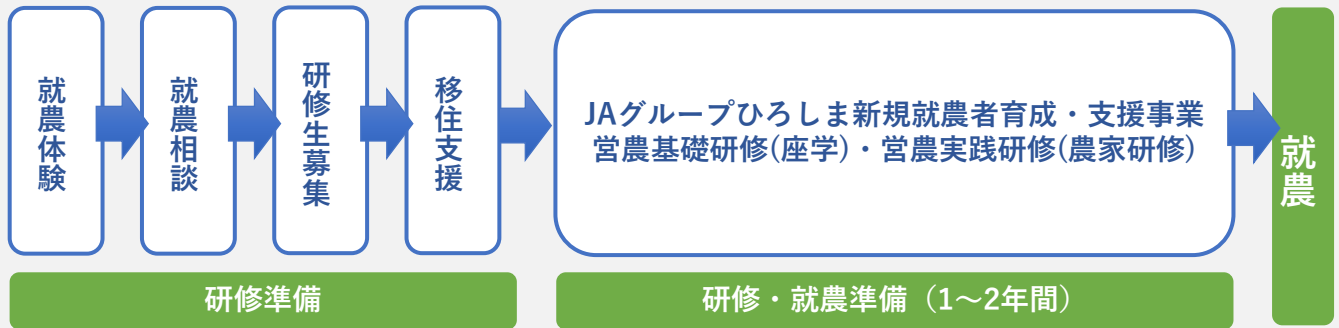 就農体験
就農相談
研修生募集
移住支援
JAグループひろしま新規就農者育成・支援事業
営農基礎研修(座学)・営農実践研修(農家研修)
就農
研修準備
研修・就農準備（1～2年間）